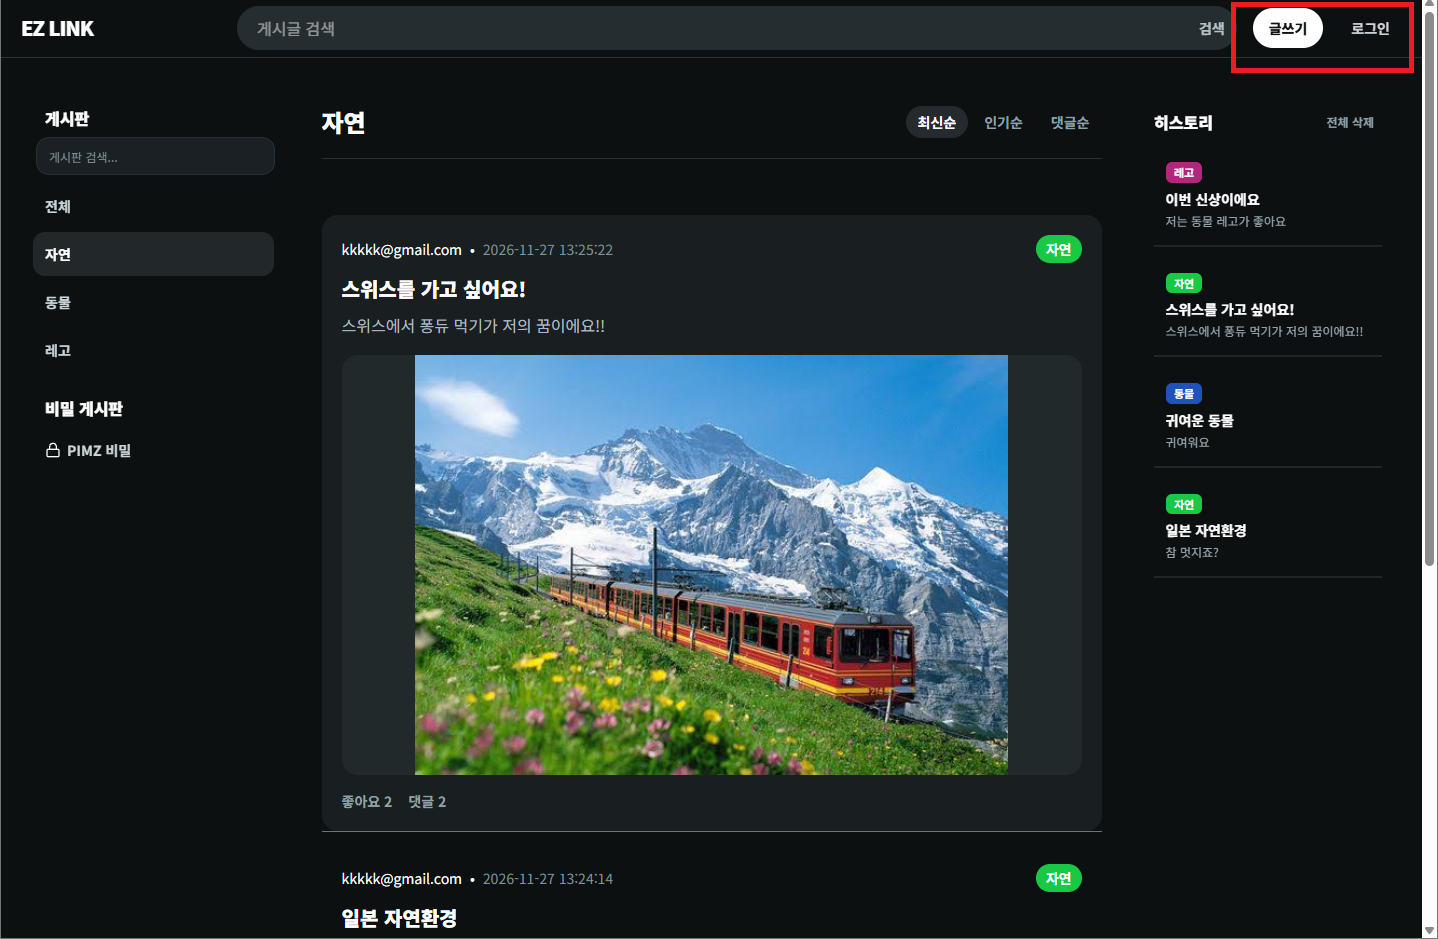 EZ LINK
게시글 검색
검색
글쓰기
로그인
게시판
게시판 검색...
전체
자연
동물
레고
비밀 게시판
PIMZ 비밀
자연
최신순
인기순
댓글순
kkkkk@gmail.com • 2026-11-27 13:25:22
자연
스위스를 가고 싶어요!
스위스에서 퐁듀 먹기가 저의 꿈이에요!!
좋아요 2 댓글 2
kkkkk@gmail.com • 2026-11-27 13:24:14
자연
일본 자연환경
히스토리
전체 삭제
레고
이번 신상이에요
저는 동물 레고가 좋아요
자연
스위스를 가고 싶어요!
스위스에서 퐁듀 먹기가 저의 꿈이에요!!
동물
귀여운 동물
귀여워요
자연
일본 자연환경
참 멋지죠?